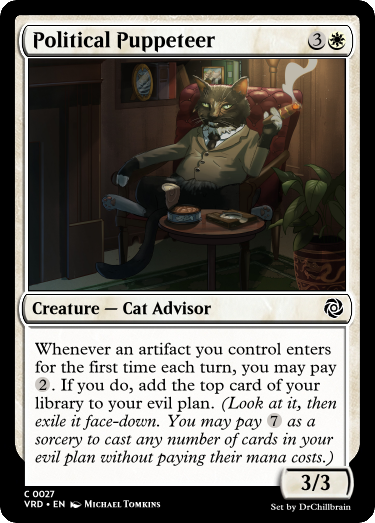 Political Puppeteer 3
Creature — Cat Advisor
Whenever an artifact you control enters
for the first time each turn, you may pay
2. If you do, add the top card of your
library to your evil plan. (Look at it, then
exile it face-down. You may pay 7 as a
sorcery to cast any number of cards in your
evil plan without paying their mana costs.)
3/3
C 0027
VRD • EN Michael Tomkins
Set by DrChillbrain